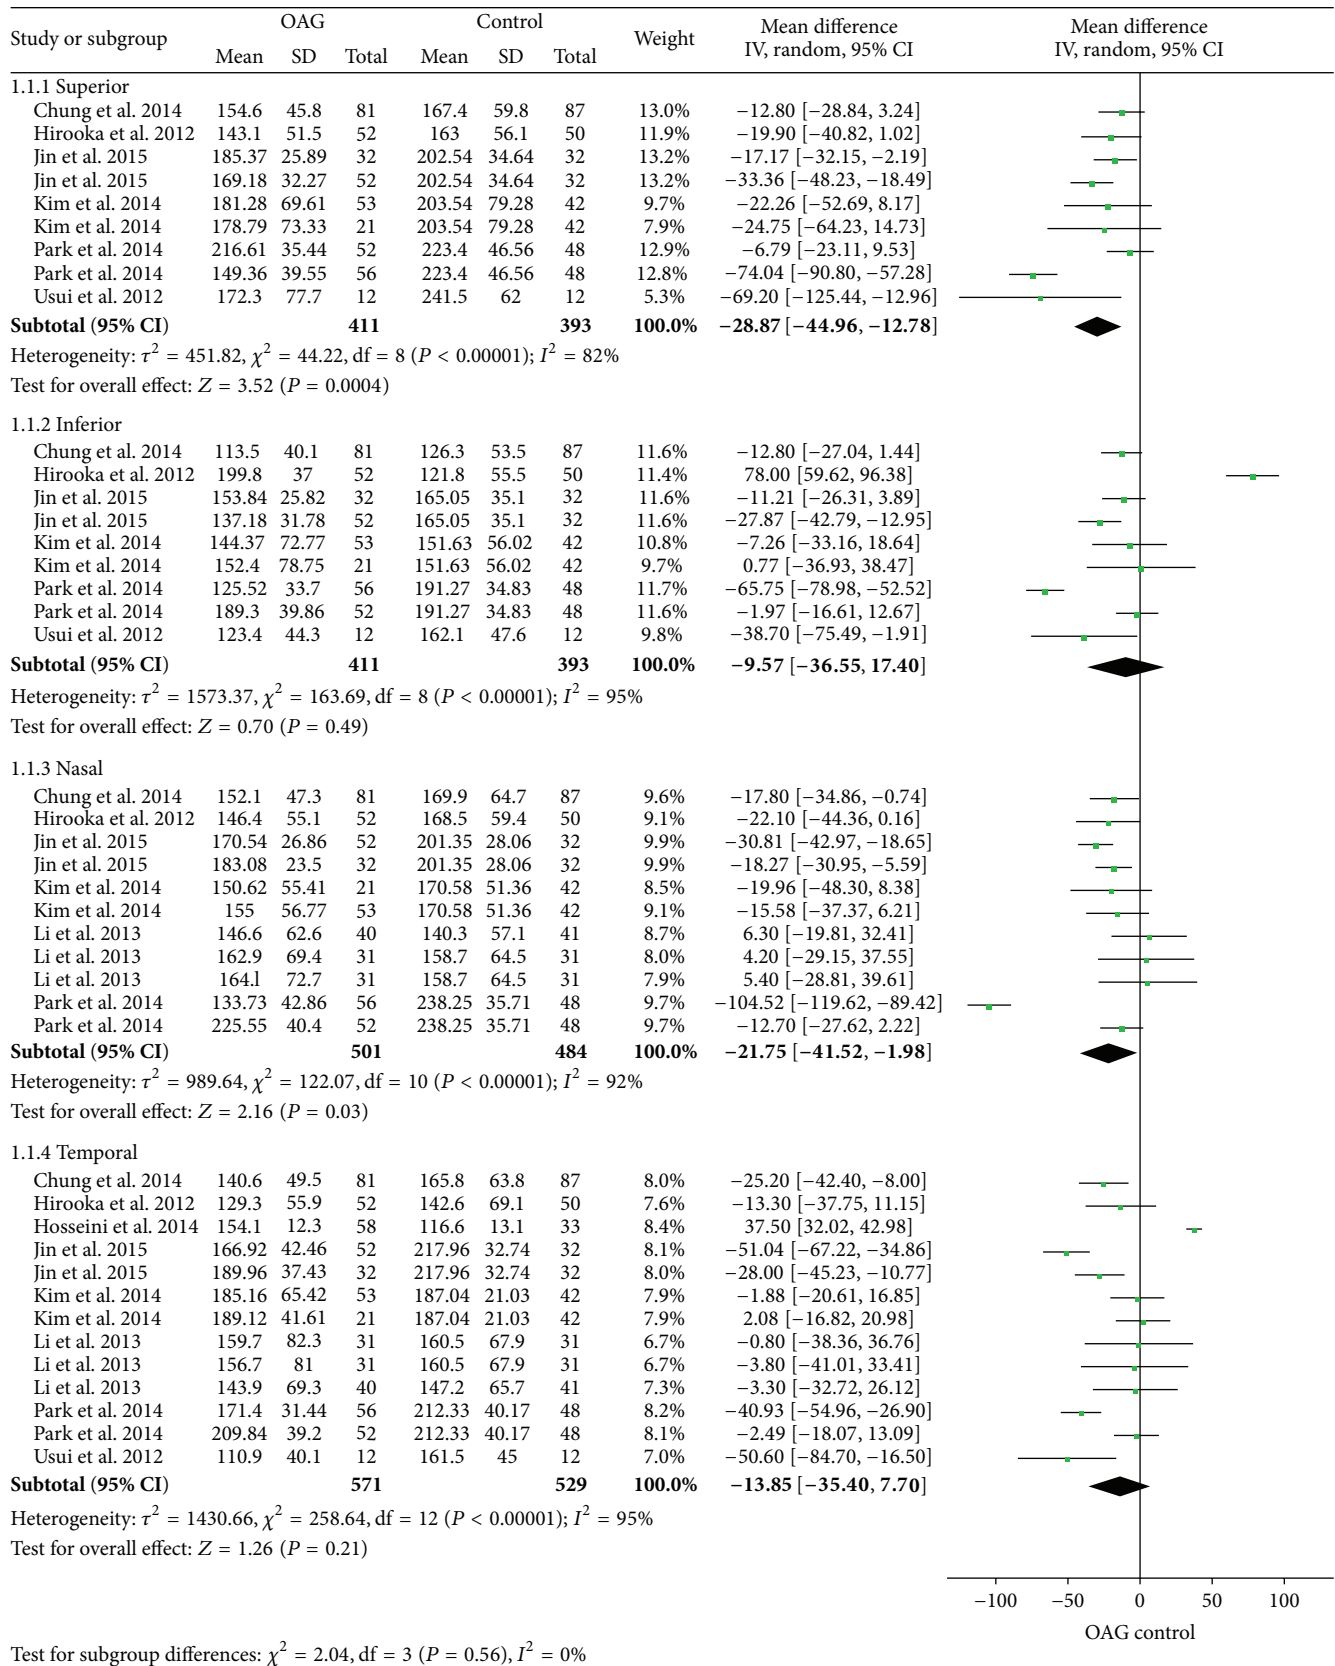 Study or subgroup OAG Control Weight Mean difference Mean difference
Mean SD Total Mean SD Total IV, random, 95% CI IV, random, 95% CI
1.1.1 Superior
Chung et al. 2014 154.6 45.8 81 167.4 59.8 87 13.0% −12.80 [−28.84, 3.24]
Hirooka et al. 2012 143.1 51.5 52 163 56.1 50 11.9% −19.90 [−40.82, 1.02]
Jin et al. 2015 185.37 25.89 32 202.54 34.64 32 13.2% −17.17 [−32.15, −2.19]
Jin et al. 2015 169.18 32.27 52 202.54 34.64 32 13.2% −33.36 [−48.23, −18.49]
Kim et al. 2014 181.28 69.61 53 203.54 79.28 42 9.7% −22.26 [−52.69, 8.17]
Kim et al. 2014 178.79 73.33 21 203.54 79.28 42 7.9% −24.75 [−64.23, 14.73]
Park et al. 2014 216.61 35.44 52 223.4 46.56 48 12.9% −6.79 [−23.11, 9.53]
Park et al. 2014 149.36 39.55 56 223.4 46.56 48 12.8% −74.04 [−90.80, −57.28]
Usui et al. 2012 172.3 77.7 12 241.5 62 12 5.3% −69.20 [−125.44, −12.96]
Subtotal (95% CI) 411 393 100.0% −28.87 [−44.96, −12.78]
Heterogeneity: τ² = 451.82, χ² = 44.22, df = 8 (P < 0.00001); I² = 82%
Test for overall effect: Z = 3.52 (P = 0.0004)
1.1.2 Inferior
Chung et al. 2014 113.5 40.1 81 126.3 53.5 87 11.6% −12.80 [−27.04, 1.44]
Hirooka et al. 2012 199.8 37 52 121.8 55.5 50 11.4% 78.00 [59.62, 96.38]
Jin et al. 2015 153.84 25.82 32 165.05 35.1 32 11.6% −11.21 [−26.31, 3.89]
Jin et al. 2015 137.18 31.78 52 165.05 35.1 32 11.6% −27.87 [−42.79, −12.95]
Kim et al. 2014 144.37 72.77 53 151.63 56.02 42 10.8% −7.26 [−33.16, 18.64]
Kim et al. 2014 152.4 78.75 21 151.63 56.02 42 9.7% 0.77 [−36.93, 38.47]
Park et al. 2014 125.52 33.7 56 191.27 34.83 48 11.7% −65.75 [−78.98, −52.52]
Park et al. 2014 189.3 39.86 52 191.27 34.83 48 11.6% −1.97 [−16.61, 12.67]
Usui et al. 2012 123.4 44.3 12 162.1 47.6 12 9.8% −38.70 [−75.49, −1.91]
Subtotal (95% CI) 411 393 100.0% −9.57 [−36.55, 17.40]
Heterogeneity: τ² = 1573.37, χ² = 163.69, df = 8 (P < 0.00001); I² = 95%
Test for overall effect: Z = 0.70 (P = 0.49)
1.1.3 Nasal
Chung et al. 2014 152.1 47.3 81 169.9 64.7 87 9.6% −17.80 [−34.86, −0.74]
Hirooka et al. 2012 146.4 55.1 52 168.5 59.4 50 9.1% −22.10 [−44.36, 0.16]
Jin et al. 2015 170.54 26.86 52 201.35 28.06 32 9.9% −30.81 [−42.97, −18.65]
Jin et al. 2015 183.08 23.5 32 201.35 28.06 32 9.9% −18.27 [−30.95, −5.59]
Kim et al. 2014 150.62 55.41 21 170.58 51.36 42 8.5% −19.96 [−48.30, 8.38]
Kim et al. 2014 155 56.77 53 170.58 51.36 42 9.1% −15.58 [−37.37, 6.21]
Li et al. 2013 146.6 62.6 40 140.3 57.1 41 8.7% 6.30 [−19.81, 32.41]
Li et al. 2013 162.9 69.4 31 158.7 64.5 31 8.0% 4.20 [−29.15, 37.55]
Li et al. 2013 164.l 72.7 31 158.7 64.5 31 7.9% 5.40 [−28.81, 39.61]
Park et al. 2014 133.73 42.86 56 238.25 35.71 48 9.7% −104.52 [−119.62, −89.42]
Park et al. 2014 225.55 40.4 52 238.25 35.71 48 9.7% −12.70 [−27.62, 2.22]
Subtotal (95% CI) 501 484 100.0% −21.75 [−41.52, −1.98]
Heterogeneity: τ² = 989.64, χ² = 122.07, df = 10 (P < 0.00001); I² = 92%
Test for overall effect: Z = 2.16 (P = 0.03)
1.1.4 Temporal
Chung et al. 2014 140.6 49.5 81 165.8 63.8 87 8.0% −25.20 [−42.40, −8.00]
Hirooka et al. 2012 129.3 55.9 52 142.6 69.1 50 7.6% −13.30 [−37.75, 11.15]
Hosseini et al. 2014 154.1 12.3 58 116.6 13.1 33 8.4% 37.50 [32.02, 42.98]
Jin et al. 2015 166.92 42.46 52 217.96 32.74 32 8.1% −51.04 [−67.22, −34.86]
Jin et al. 2015 189.96 37.43 32 217.96 32.74 32 8.0% −28.00 [−45.23, −10.77]
Kim et al. 2014 185.16 65.42 53 187.04 21.03 42 7.9% −1.88 [−20.61, 16.85]
Kim et al. 2014 189.12 41.61 21 187.04 21.03 42 7.9% 2.08 [−16.82, 20.98]
Li et al. 2013 159.7 82.3 31 160.5 67.9 31 6.7% −0.80 [−38.36, 36.76]
Li et al. 2013 156.7 81 31 160.5 67.9 31 6.7% −3.80 [−41.01, 33.41]
Li et al. 2013 143.9 69.3 40 147.2 65.7 41 7.3% −3.30 [−32.72, 26.12]
Park et al. 2014 171.4 31.44 56 212.33 40.17 48 8.2% −40.93 [−54.96, −26.90]
Park et al. 2014 209.84 39.2 52 212.33 40.17 48 8.1% −2.49 [−18.07, 13.09]
Usui et al. 2012 110.9 40.1 12 161.5 45 12 7.0% −50.60 [−84.70, −16.50]
Subtotal (95% CI) 571 529 100.0% −13.85 [−35.40, 7.70]
Heterogeneity: τ² = 1430.66, χ² = 258.64, df = 12 (P < 0.00001); I² = 95%
Test for overall effect: Z = 1.26 (P = 0.21)
−100 −50 0 50 100
OAG control
Test for subgroup differences: χ² = 2.04, df = 3 (P = 0.56), I² = 0%